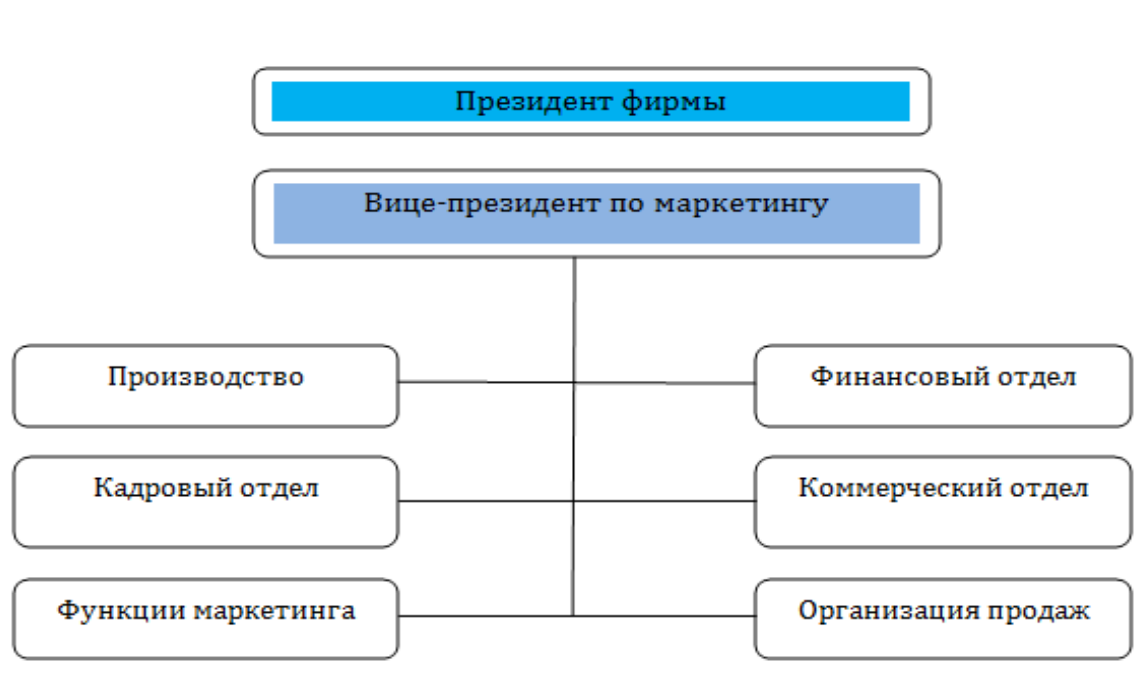 Президент фирмы
Вице-президент по маркетингу
Производство
Финансовый отдел
Кадровый отдел
Коммерческий отдел
Функции маркетинга
Организация продаж